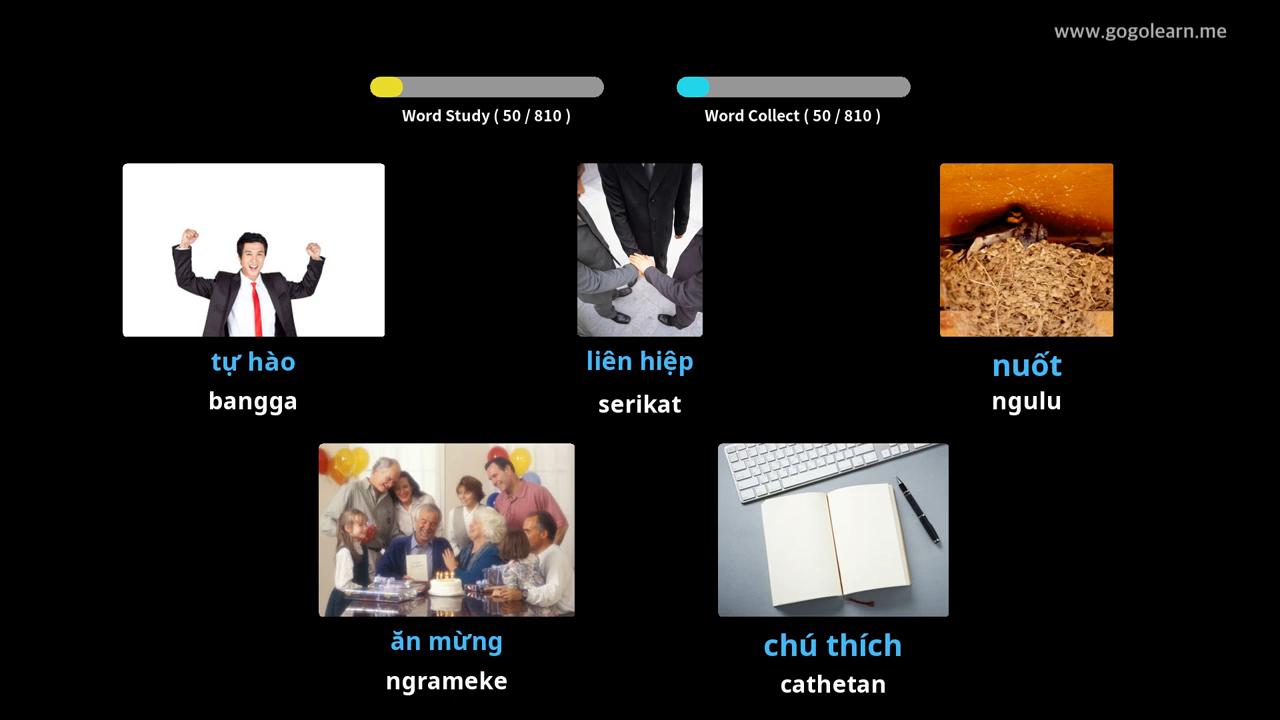 www.gogolearn.me
Word Study ( 50 / 810 )
Word Collect ( 50 / 810 )
tự hào
bangga
liên hiệp
serikat
nuốt
ngulu
ăn mừng
ngrameke
chú thích
cathetan